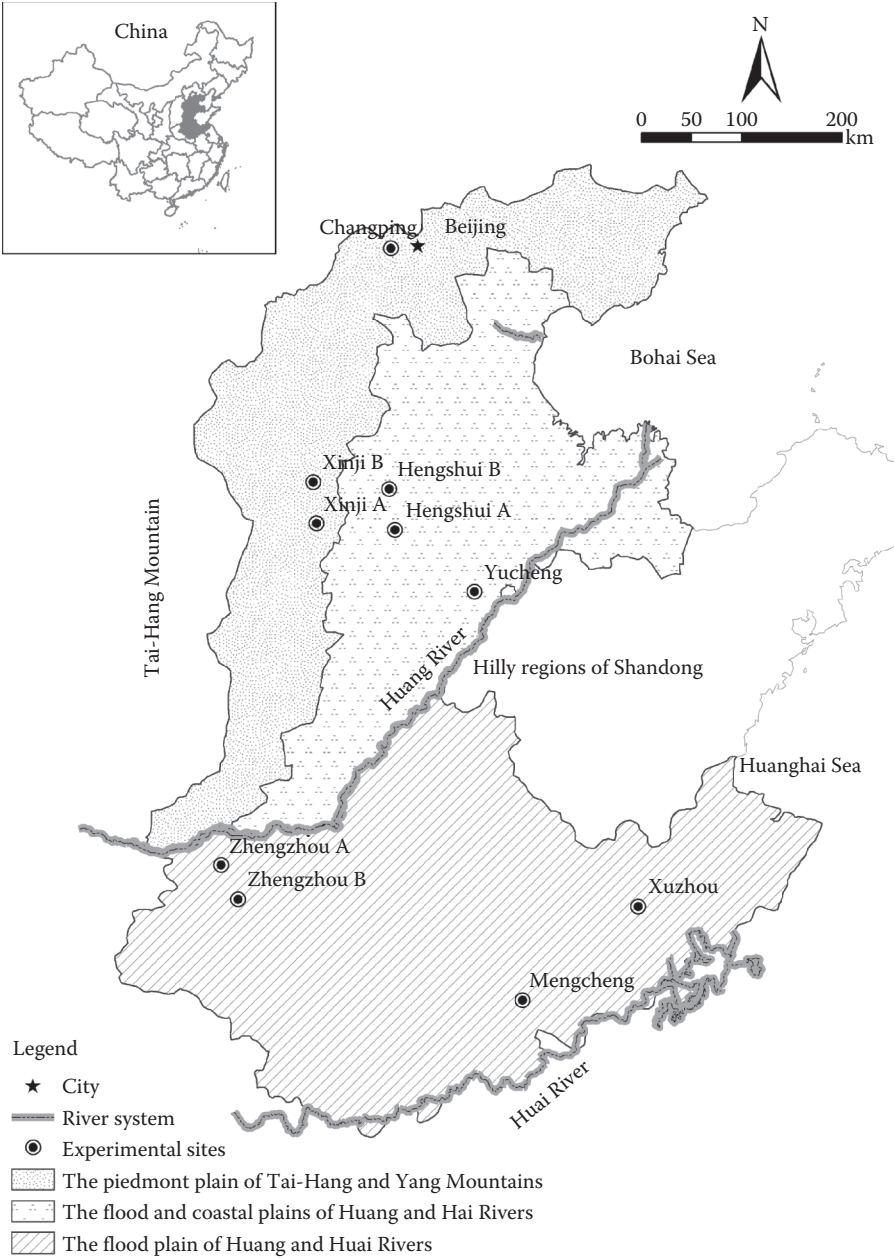 China
N
0 50 100 200
km
Changping
Beijing
Bohai Sea
Xinji B
Hengshui B
Xinji A
Hengshui A
Tai-Hang Mountain
Yucheng
Huang River
Hilly regions of Shandong
Huanghai Sea
Zhengzhou A
Zhengzhou B
Xuzhou
Mengcheng
Huai River
Legend
City
River system
Experimental sites
The piedmont plain of Tai-Hang and Yang Mountains
The flood and coastal plains of Huang and Hai Rivers
The flood plain of Huang and Huai Rivers